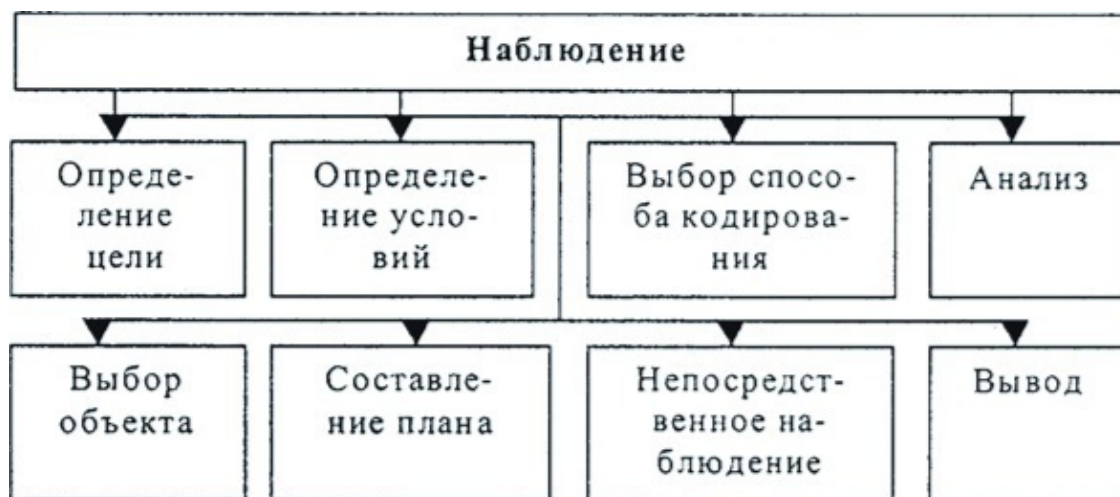 Наблюдение
Опреде-
ление
цели
Определе-
ние усло-
вий
Выбор спосо-
ба кодирова-
ния
Анализ
Выбор
объекта
Составле-
ние плана
Непосредст-
венное на-
блюдение
Вывод